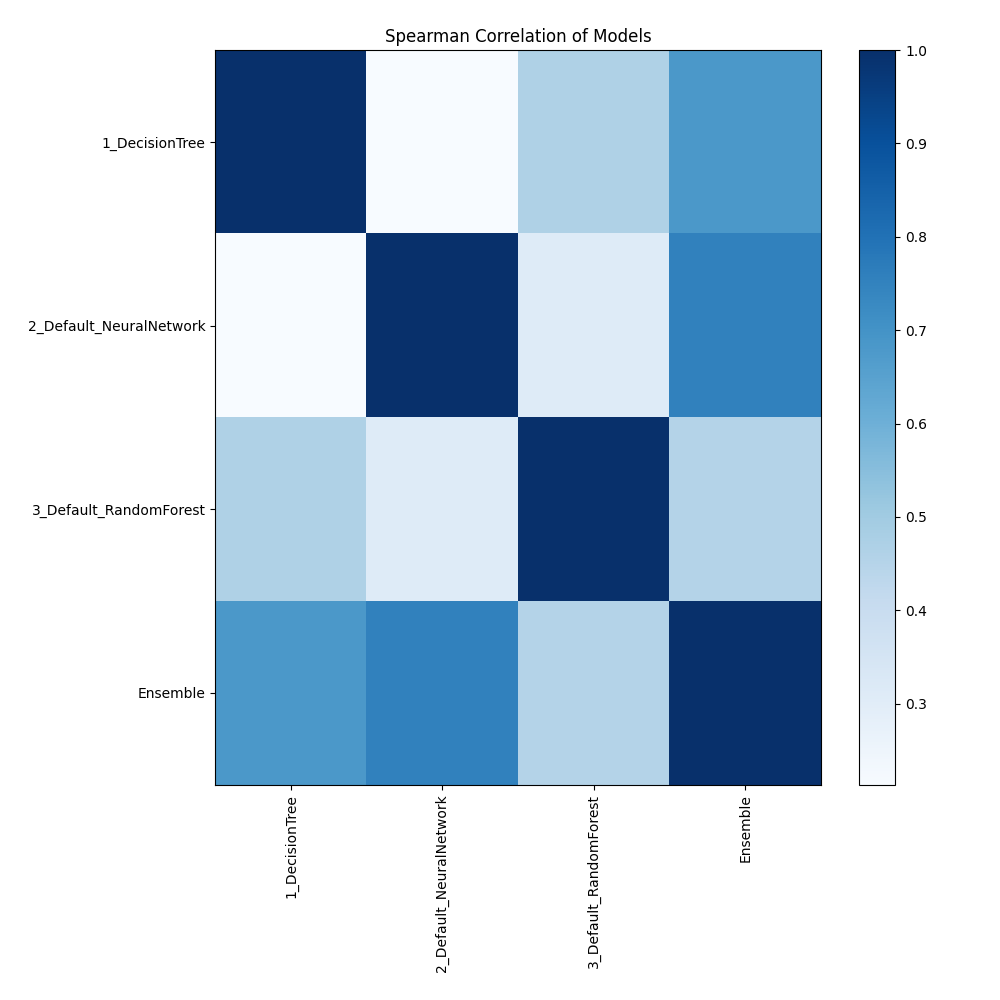 Spearman Correlation of Models
1_DecisionTree
2_Default_NeuralNetwork
3_Default_RandomForest
Ensemble
1_DecisionTree
2_Default_NeuralNetwork
3_Default_RandomForest
Ensemble
1.0
0.9
0.8
0.7
0.6
0.5
0.4
0.3